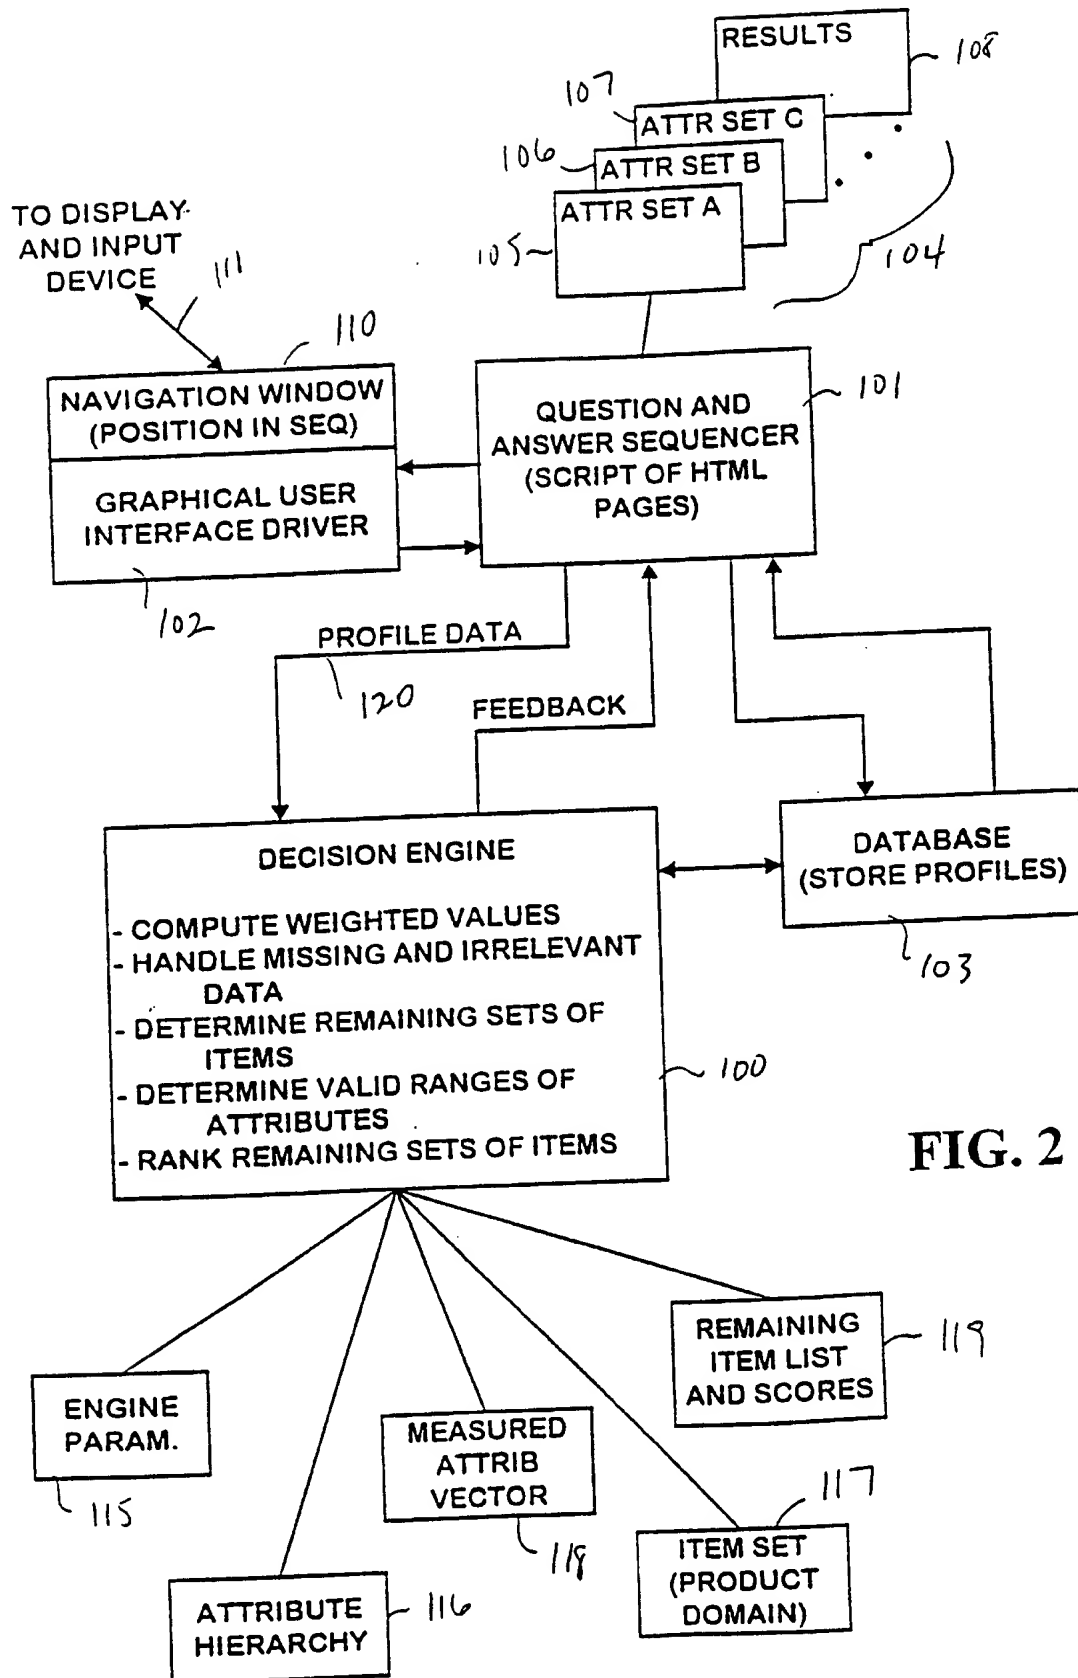 RESULTS
108
107
ATTR SET C
106
ATTR SET B
ATTR SET A
105
104
TO DISPLAY
AND INPUT
DEVICE
111
110
NAVIGATION WINDOW
(POSITION IN SEQ)
GRAPHICAL USER
INTERFACE DRIVER
102
QUESTION AND
ANSWER SEQUENCER
(SCRIPT OF HTML
PAGES)
101
PROFILE DATA
120
FEEDBACK
DATABASE
(STORE PROFILES)
103
DECISION ENGINE
- COMPUTE WEIGHTED VALUES
- HANDLE MISSING AND IRRELEVANT
DATA
- DETERMINE REMAINING SETS OF
ITEMS
- DETERMINE VALID RANGES OF
ATTRIBUTES
- RANK REMAINING SETS OF ITEMS
100
FIG. 2
REMAINING
ITEM LIST
AND SCORES
119
ENGINE
PARAM.
115
MEASURED
ATTRIB
VECTOR
118
117
ITEM SET
(PRODUCT
DOMAIN)
ATTRIBUTE
HIERARCHY
116